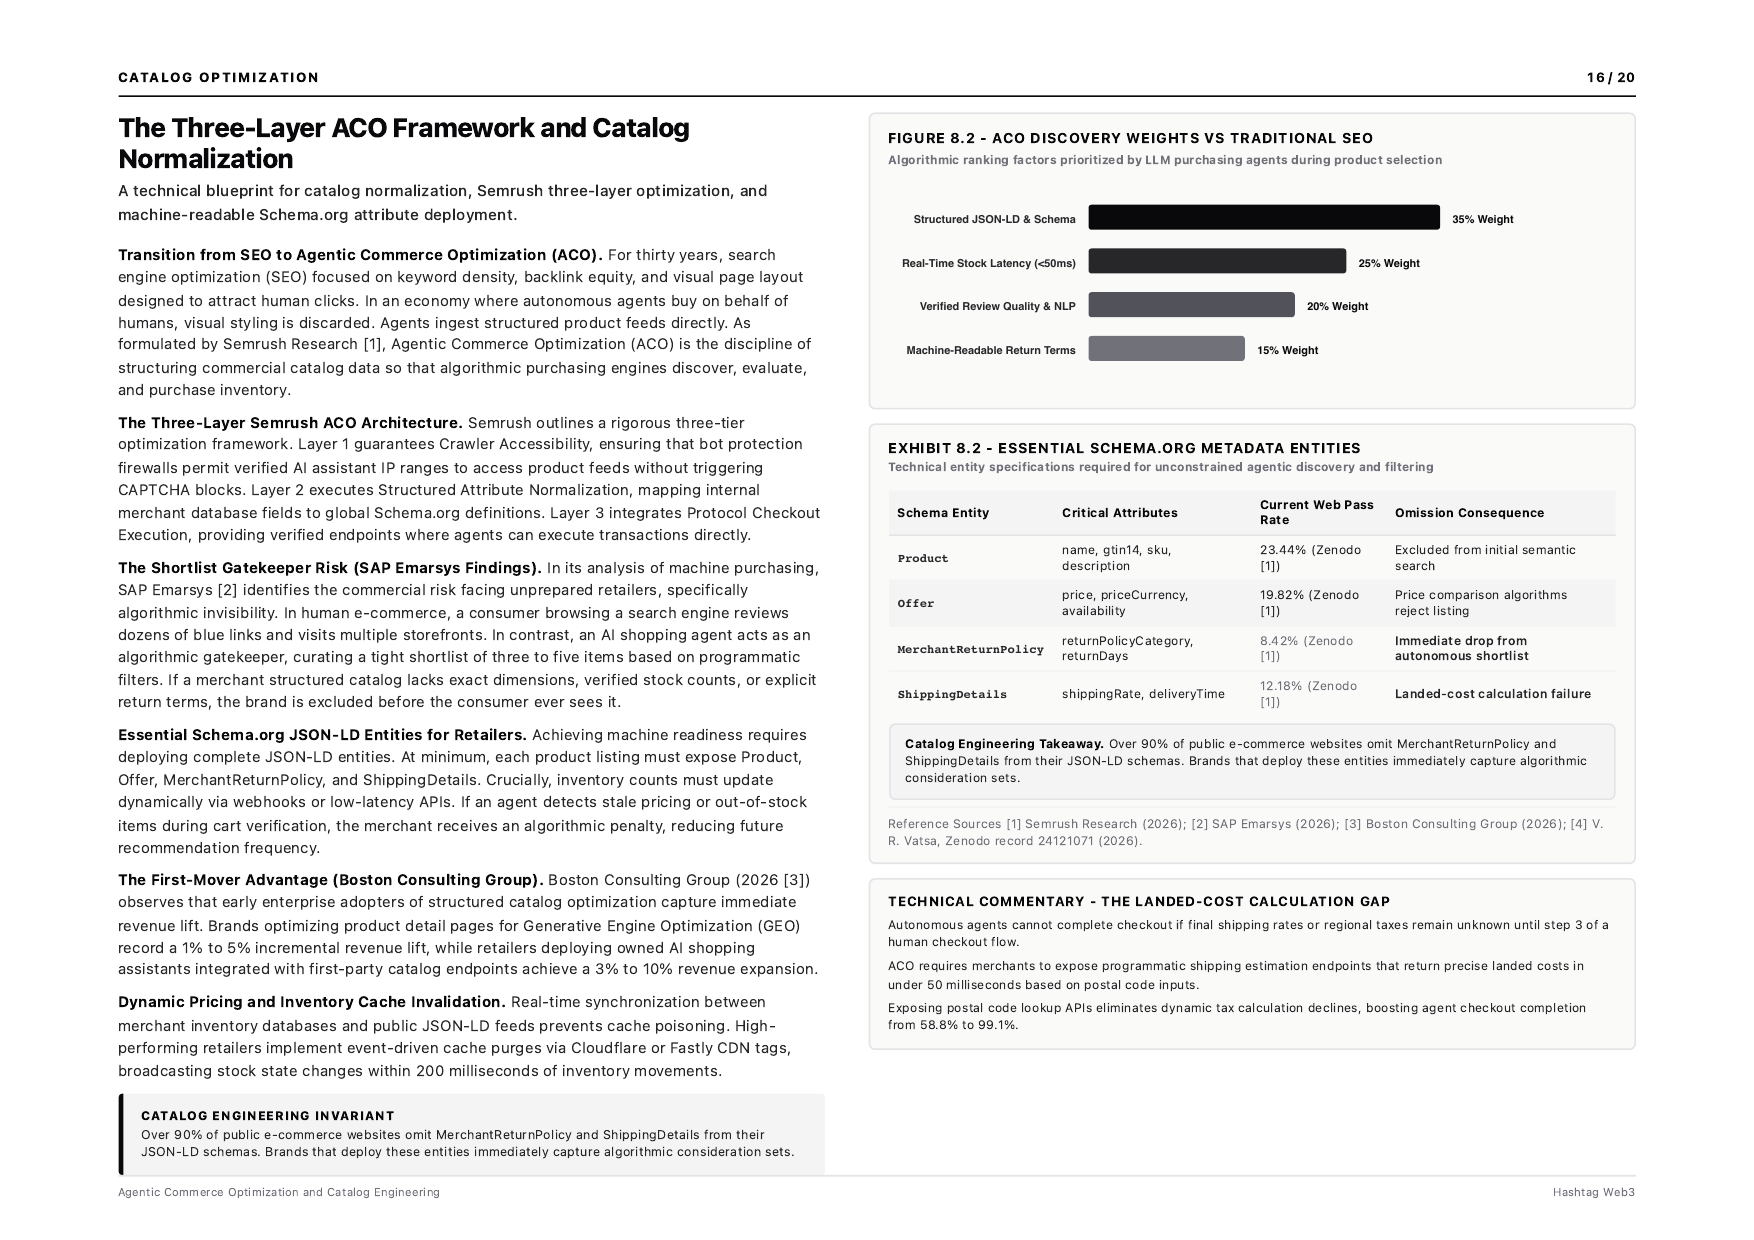 CATALOG OPTIMIZATION
16 / 20
The Three-Layer ACO Framework and Catalog
Normalization
A technical blueprint for catalog normalization, Semrush three-layer optimization, and
machine-readable Schema.org attribute deployment.
Transition from SEO to Agentic Commerce Optimization (ACO). For thirty years, search
engine optimization (SEO) focused on keyword density, backlink equity, and visual page layout
designed to attract human clicks. In an economy where autonomous agents buy on behalf of
humans, visual styling is discarded. Agents ingest structured product feeds directly. As
formulated by Semrush Research [1], Agentic Commerce Optimization (ACO) is the discipline of
structuring commercial catalog data so that algorithmic purchasing engines discover, evaluate,
and purchase inventory.
The Three-Layer Semrush ACO Architecture. Semrush outlines a rigorous three-tier
optimization framework. Layer 1 guarantees Crawler Accessibility, ensuring that bot protection
firewalls permit verified AI assistant IP ranges to access product feeds without triggering
CAPTCHA blocks. Layer 2 executes Structured Attribute Normalization, mapping internal
merchant database fields to global Schema.org definitions. Layer 3 integrates Protocol Checkout
Execution, providing verified endpoints where agents can execute transactions directly.
The Shortlist Gatekeeper Risk (SAP Emarsys Findings). In its analysis of machine purchasing,
SAP Emarsys [2] identifies the commercial risk facing unprepared retailers, specifically
algorithmic invisibility. In human e-commerce, a consumer browsing a search engine reviews
dozens of blue links and visits multiple storefronts. In contrast, an AI shopping agent acts as an
algorithmic gatekeeper, curating a tight shortlist of three to five items based on programmatic
filters. If a merchant structured catalog lacks exact dimensions, verified stock counts, or explicit
return terms, the brand is excluded before the consumer ever sees it.
Essential Schema.org JSON-LD Entities for Retailers. Achieving machine readiness requires
deploying complete JSON-LD entities. At minimum, each product listing must expose Product,
Offer, MerchantReturnPolicy, and ShippingDetails. Crucially, inventory counts must update
dynamically via webhooks or low-latency APIs. If an agent detects stale pricing or out-of-stock
items during cart verification, the merchant receives an algorithmic penalty, reducing future
recommendation frequency.
The First-Mover Advantage (Boston Consulting Group). Boston Consulting Group (2026 [3])
observes that early enterprise adopters of structured catalog optimization capture immediate
revenue lift. Brands optimizing product detail pages for Generative Engine Optimization (GEO)
record a 1% to 5% incremental revenue lift, while retailers deploying owned AI shopping
assistants integrated with first-party catalog endpoints achieve a 3% to 10% revenue expansion.
Dynamic Pricing and Inventory Cache Invalidation. Real-time synchronization between
merchant inventory databases and public JSON-LD feeds prevents cache poisoning. High-
performing retailers implement event-driven cache purges via Cloudflare or Fastly CDN tags,
broadcasting stock state changes within 200 milliseconds of inventory movements.
CATALOG ENGINEERING INVARIANT
Over 90% of public e-commerce websites omit MerchantReturnPolicy and ShippingDetails from their
JSON-LD schemas. Brands that deploy these entities immediately capture algorithmic consideration sets.
FIGURE 8.2 - ACO DISCOVERY WEIGHTS VS TRADITIONAL SEO
Algorithmic ranking factors prioritized by LLM purchasing agents during product selection
Structured JSON-LD & Schema 35% Weight
Real-Time Stock Latency (<50ms) 25% Weight
Verified Review Quality & NLP 20% Weight
Machine-Readable Return Terms 15% Weight
EXHIBIT 8.2 - ESSENTIAL SCHEMA.ORG METADATA ENTITIES
Technical entity specifications required for unconstrained agentic discovery and filtering
Schema Entity Critical Attributes Current Web Pass Rate Omission Consequence
Product name, gtin14, sku, description 23.44% (Zenodo [1]) Excluded from initial semantic search
Offer price, priceCurrency, availability 19.82% (Zenodo [1]) Price comparison algorithms reject listing
MerchantReturnPolicy returnPolicyCategory, returnDays 8.42% (Zenodo [1]) Immediate drop from autonomous shortlist
ShippingDetails shippingRate, deliveryTime 12.18% (Zenodo [1]) Landed-cost calculation failure
Catalog Engineering Takeaway. Over 90% of public e-commerce websites omit MerchantReturnPolicy and
ShippingDetails from their JSON-LD schemas. Brands that deploy these entities immediately capture algorithmic
consideration sets.
Reference Sources [1] Semrush Research (2026); [2] SAP Emarsys (2026); [3] Boston Consulting Group (2026); [4] V.
R. Vatsa, Zenodo record 24121071 (2026).
TECHNICAL COMMENTARY - THE LANDED-COST CALCULATION GAP
Autonomous agents cannot complete checkout if final shipping rates or regional taxes remain unknown until step 3 of a
human checkout flow.
ACO requires merchants to expose programmatic shipping estimation endpoints that return precise landed costs in
under 50 milliseconds based on postal code inputs.
Exposing postal code lookup APIs eliminates dynamic tax calculation declines, boosting agent checkout completion
from 58.8% to 99.1%.
Agentic Commerce Optimization and Catalog Engineering
Hashtag Web3